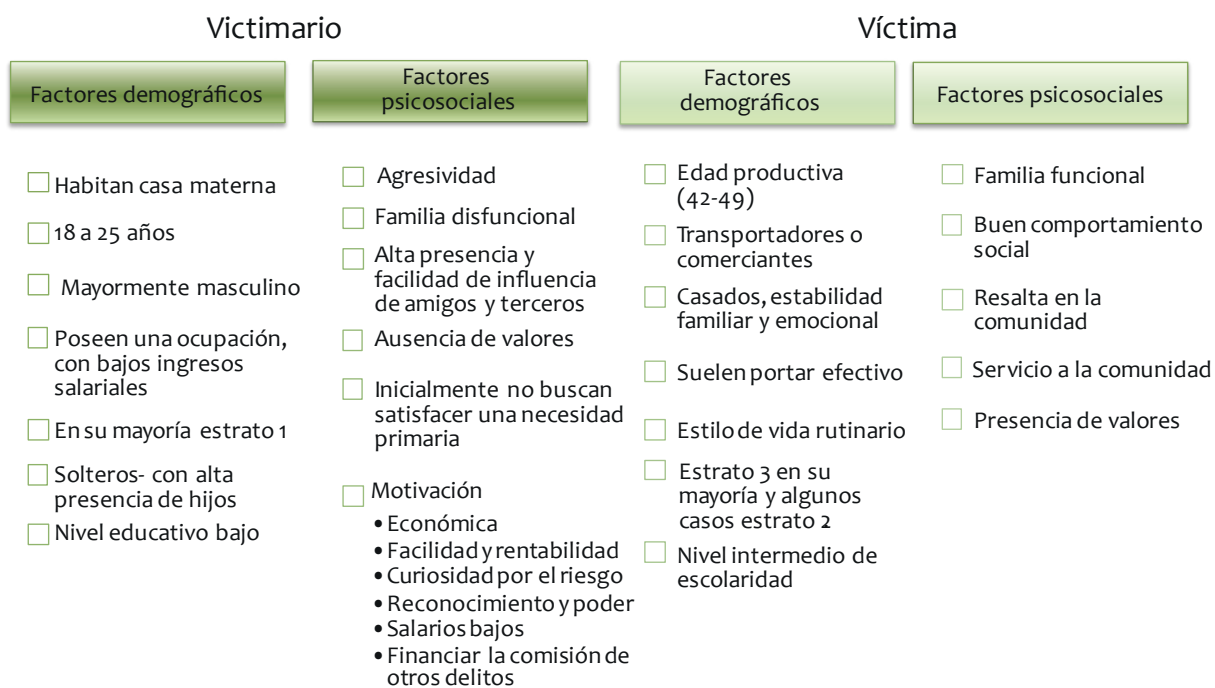 Victimario
Factores demográficos
Habitan casa materna
18 a 25 años
Mayormente masculino
Poseen una ocupación,
con bajos ingresos
salariales
En su mayoría estrato 1
Solteros- con alta
presencia de hijos
Nivel educativo bajo
Factores
psicosociales
Agresividad
Familia disfuncional
Alta presencia y
facilidad de influencia
de amigos y terceros
Ausencia de valores
Inicialmente no buscan
satisfacer una necesidad
primaria
Motivación
• Económica
• Facilidad y rentabilidad
• Curiosidad por el riesgo
• Reconocimiento y poder
• Salarios bajos
• Financiar la comisión de
otros delitos
Víctima
Factores
demográficos
Edad productiva
(42-49)
Transportadores o
comerciantes
Casados, estabilidad
familiar y emocional
Suelen portar efectivo
Estilo de vida rutinario
Estrato 3 en su
mayoría y algunos
casos estrato 2
Nivel intermedio de
escolaridad
Factores psicosociales
Familia funcional
Buen comportamiento
social
Resalta en la
comunidad
Servicio a la comunidad
Presencia de valores